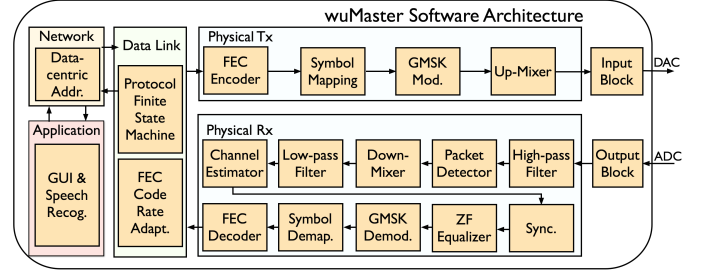 wuMaster Software Architecture
Network
Data-
centric
Addr.
Application
GUI &
Speech
Recog.
Data Link
Protocol
Finite
State
Machine
FEC
Code
Rate
Adapt.
Physical Tx
FEC
Encoder
Symbol
Mapping
GMSK
Mod.
Up-Mixer
Input
Block
DAC
Physical Rx
Channel
Estimator
Low-pass
Filter
Down-
Mixer
Packet
Detector
High-pass
Filter
Output
Block
ADC
FEC
Decoder
Symbol
Demap.
GMSK
Demod.
ZF
Equalizer
Sync.